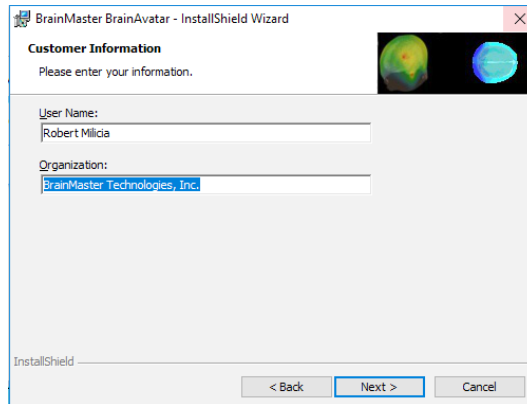 BrainMaster BrainAvatar - InstallShield Wizard
Customer Information
Please enter your information.
User Name:
Robert Milicia
Organization:
BrainMaster Technologies, Inc.
InstallShield
< Back Next > Cancel